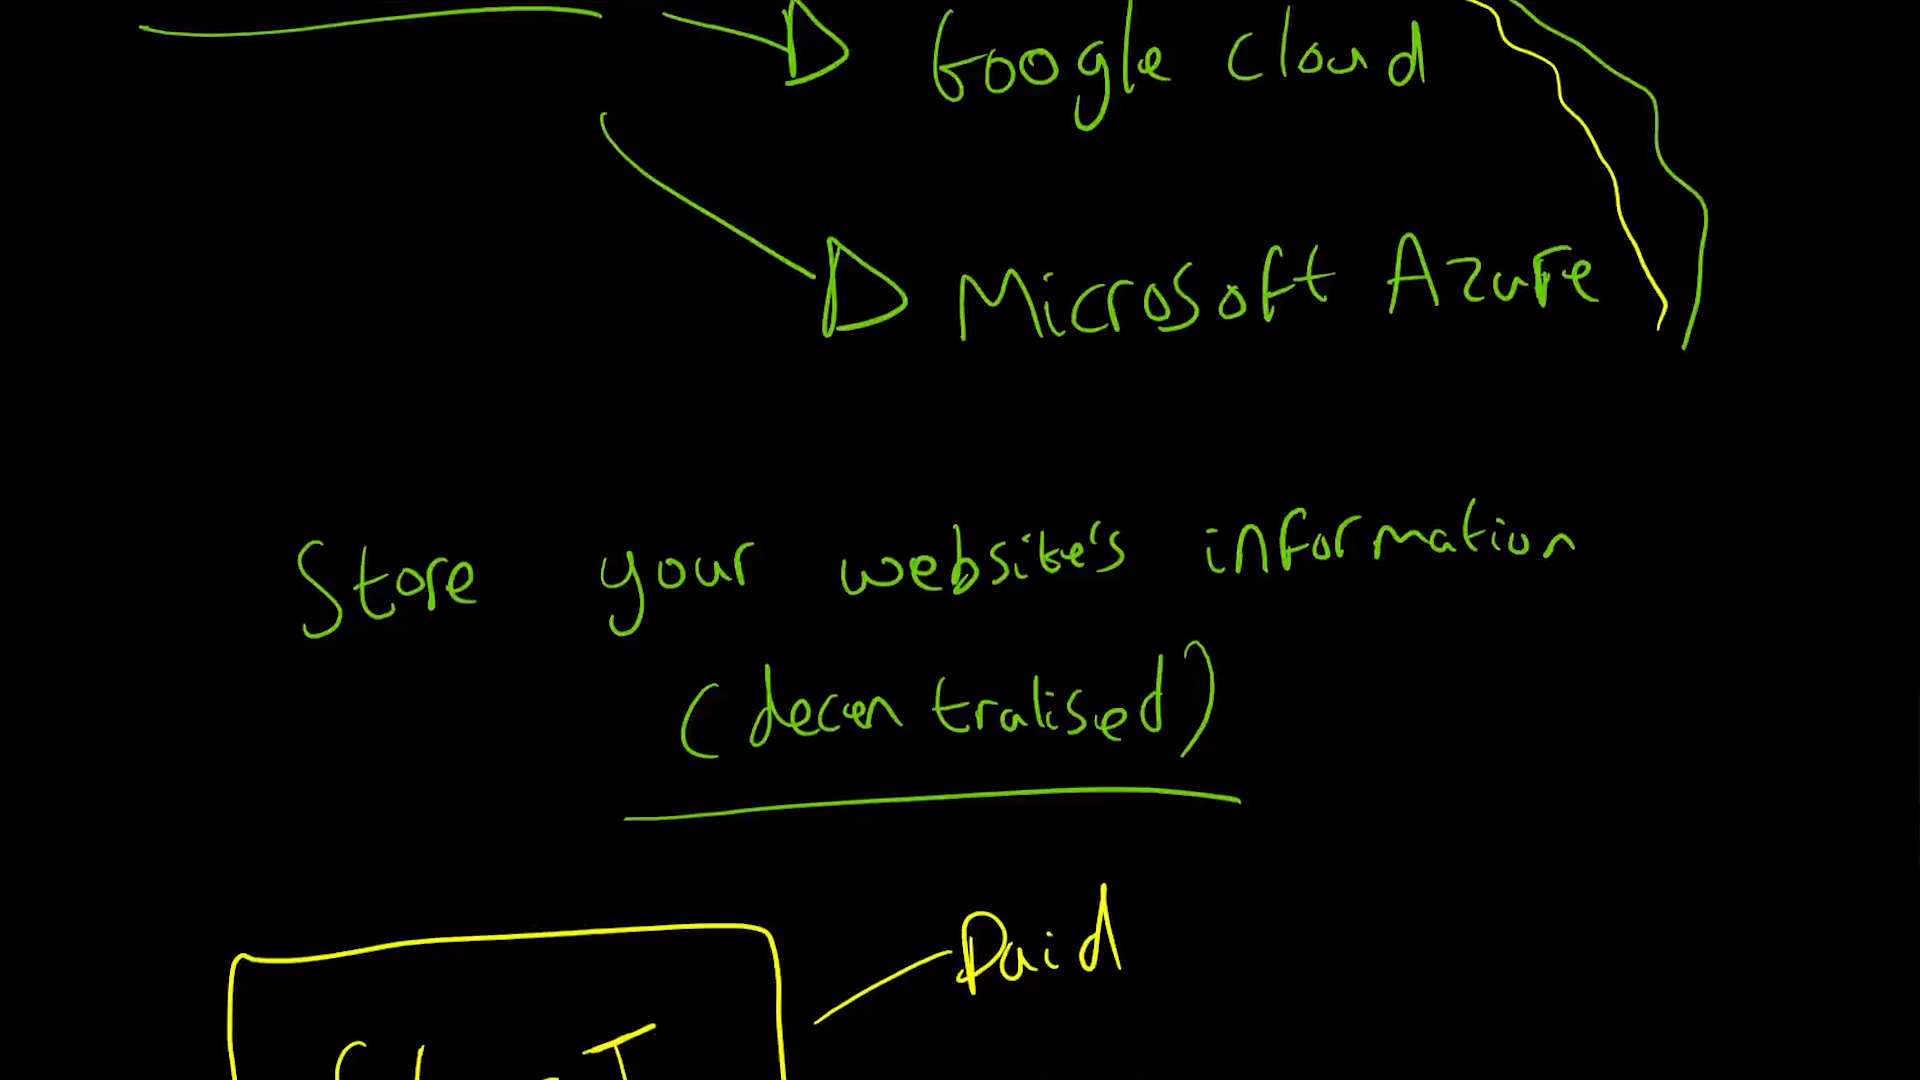 Google Cloud
Microsoft Azure
Store your website's information
(decentralised)
Paid